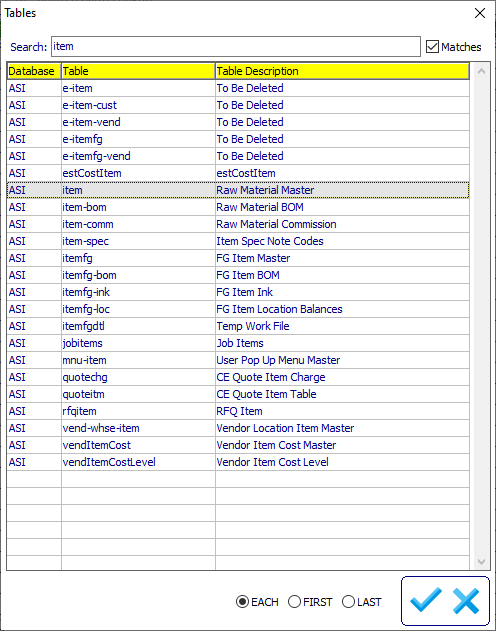 Tables
Search: item Matches
Database Table Table Description
ASI e-item To Be Deleted
ASI e-item-cust To Be Deleted
ASI e-item-vend To Be Deleted
ASI e-itemfg To Be Deleted
ASI e-itemfg-vend To Be Deleted
ASI estCostItem estCostItem
ASI item Raw Material Master
ASI item-bom Raw Material BOM
ASI item-comm Raw Material Commission
ASI item-spec Item Spec Note Codes
ASI itemfg FG Item Master
ASI itemfg-bom FG Item BOM
ASI itemfg-ink FG Item Ink
ASI itemfg-loc FG Item Location Balances
ASI itemfgdtl Temp Work File
ASI jobitems Job Items
ASI mnu-item User Pop Up Menu Master
ASI quotechg CE Quote Item Charge
ASI quoteitm CE Quote Item Table
ASI rfqitem RFQ Item
ASI vend-whse-item Vendor Location Item Master
ASI vendItemCost Vendor Item Cost Master
ASI vendItemCostLevel Vendor Item Cost Level
EACH FIRST LAST